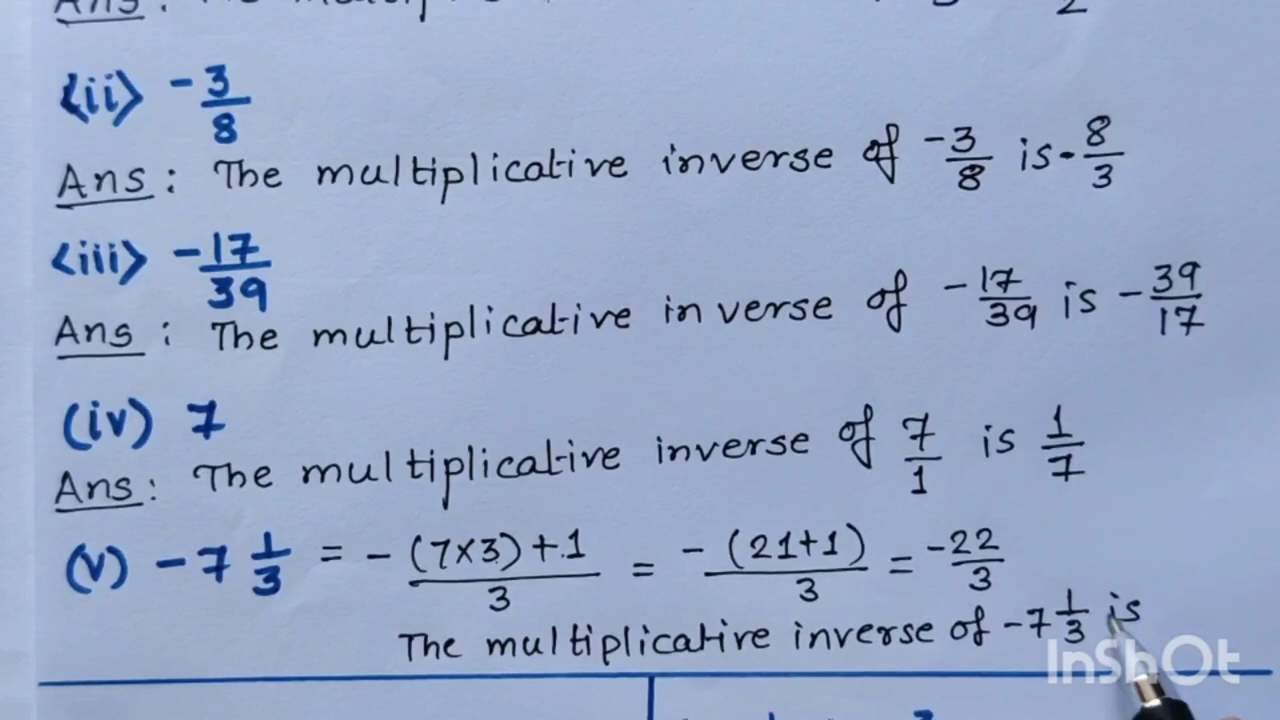 Ans :
(ii) -3/8
Ans : The multiplicative inverse of -3/8 is -8/3
(iii) -17/39
Ans : The multiplicative inverse of -17/39 is -39/17
(iv) 7
Ans : The multiplicative inverse of 7/1 is 1/7
(v) -7 1/3 = -(7×3)+1/3 = -(21+1)/3 = -22/3
The multiplicative inverse of -7 1/3 is
InShOt